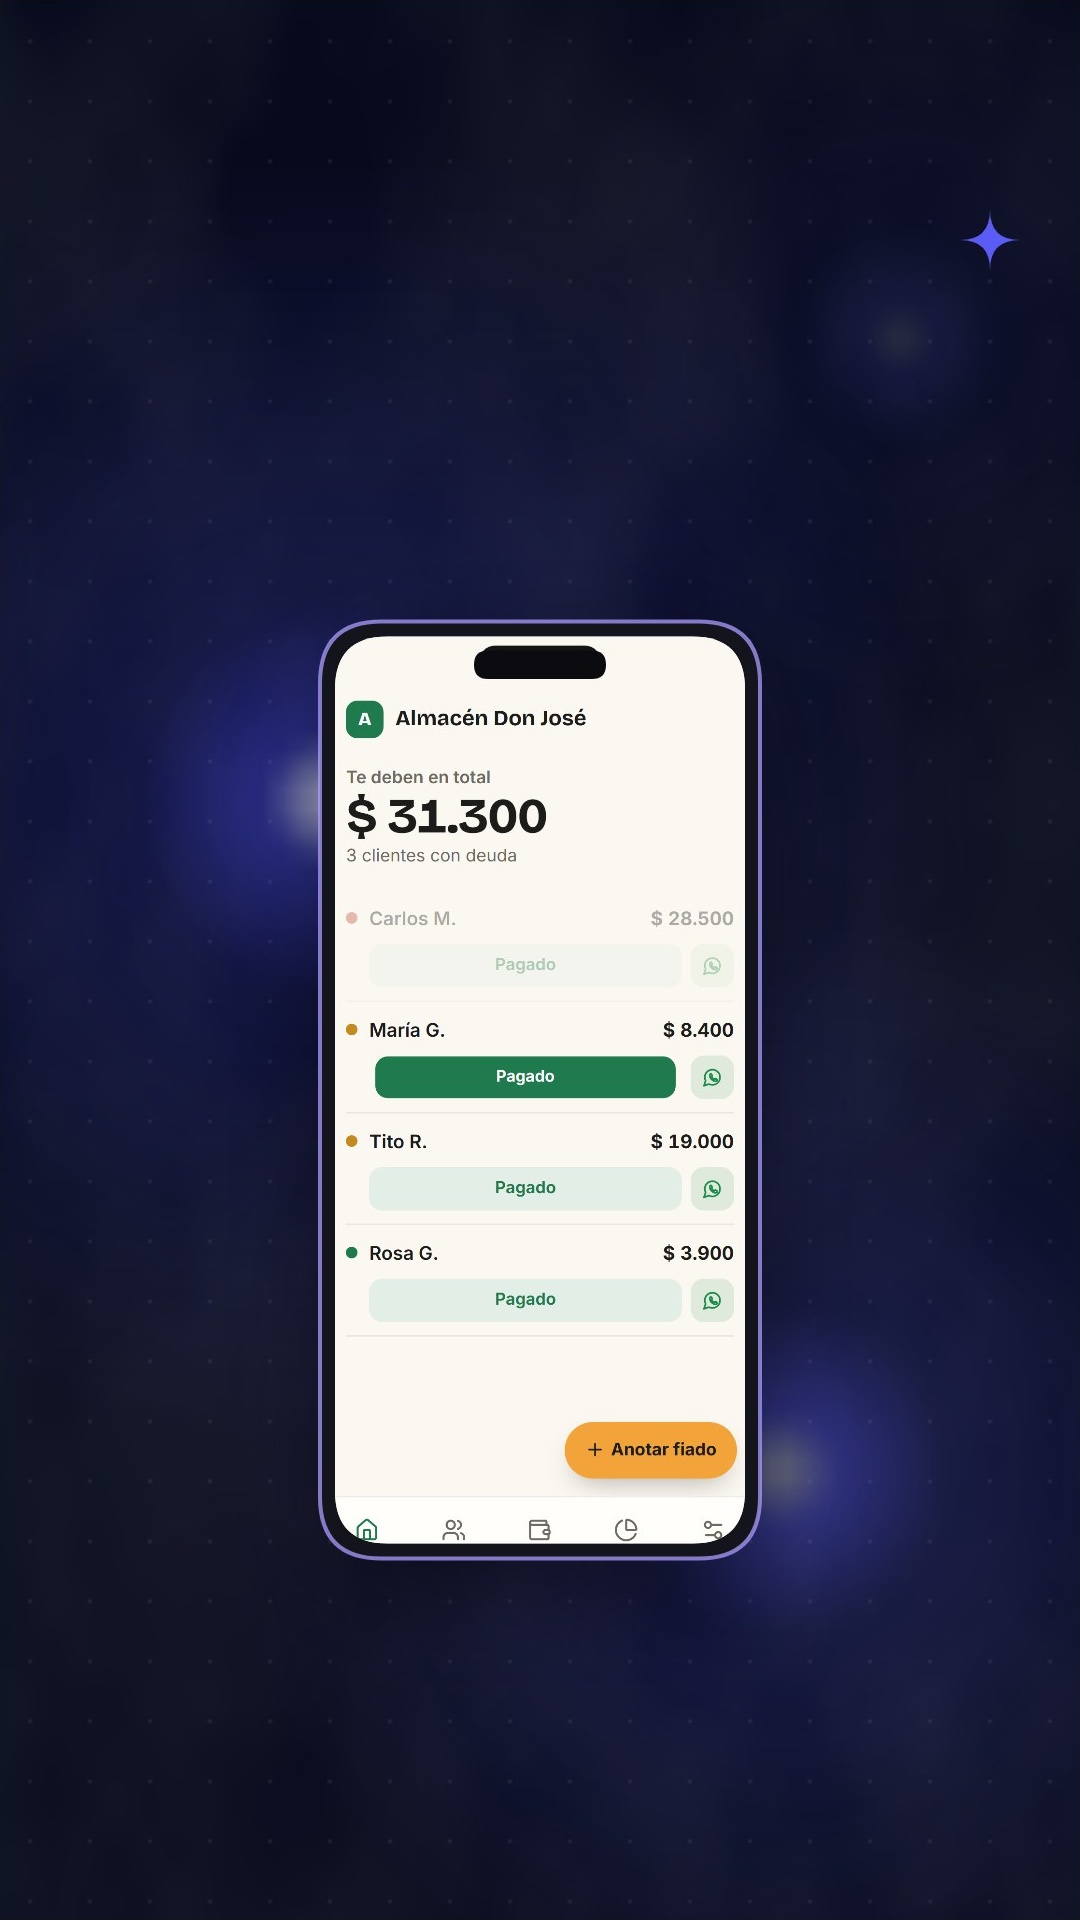 A Almacén Don José
Te deben en total
$ 31.300
3 clientes con deuda
Carlos M. $ 28.500
Pagado
María G. $ 8.400
Pagado
Tito R. $ 19.000
Pagado
Rosa G. $ 3.900
Pagado
+ Anotar fiado